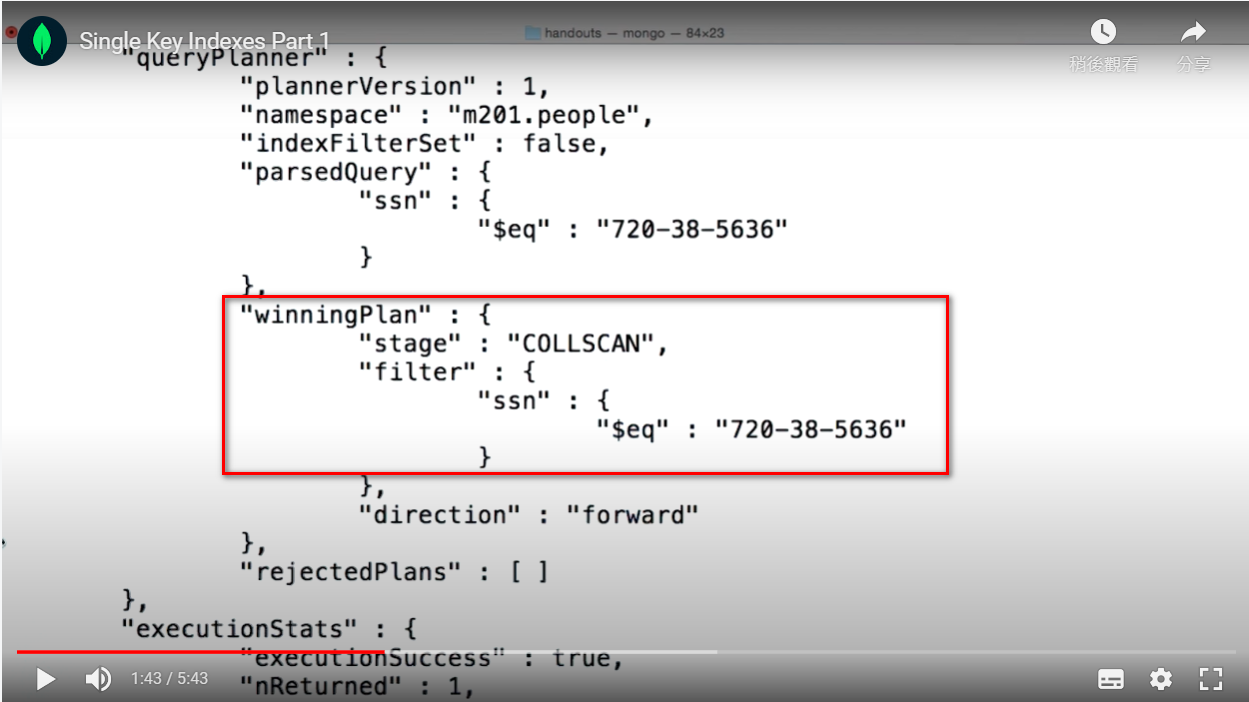 handouts — mongo — 84×23
Single Key Indexes Part 1
稍後觀看
分享
"queryPlanner" : {
"plannerVersion" : 1,
"namespace" : "m201.people",
"indexFilterSet" : false,
"parsedQuery" : {
"ssn" : {
"$eq" : "720-38-5636"
}
},
"winningPlan" : {
"stage" : "COLLSCAN",
"filter" : {
"ssn" : {
"$eq" : "720-38-5636"
}
},
"direction" : "forward"
},
"rejectedPlans" : [ ]
},
"executionStats" : {
"executionSuccess" : true,
"nReturned" : 1,
1:43 / 5:43